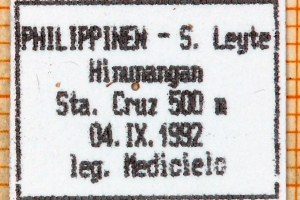 PHILIPPINEN - S. Leyte
Hinunangan
Sta. Cruz 500 m
04. IX. 1992
leg. Medicielo